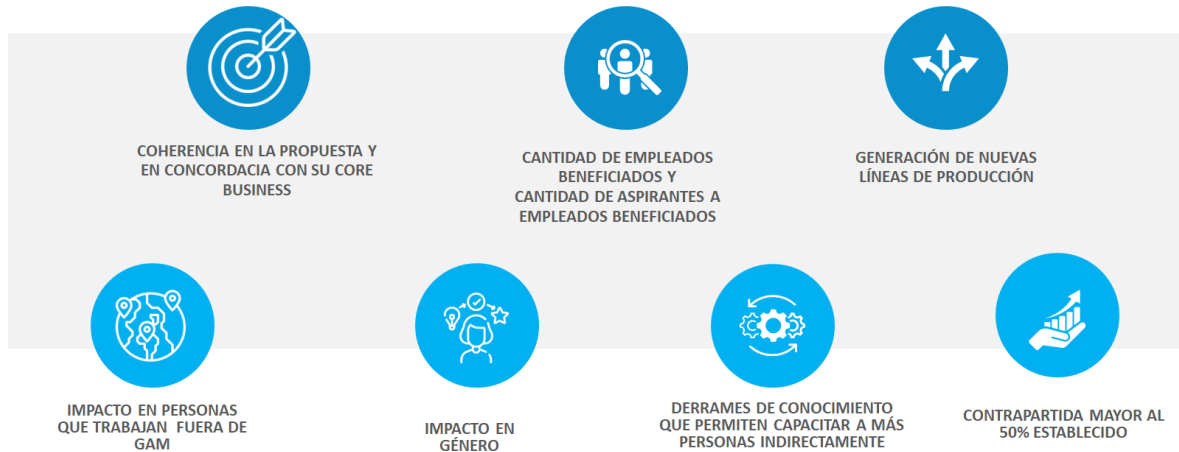 COHERENCIA EN LA PROPUESTA Y
EN CONCORDACIA CON SU CORE
BUSINESS
CANTIDAD DE EMPLEADOS
BENEFICIADOS Y
CANTIDAD DE ASPIRANTES A
EMPLEADOS BENEFICIADOS
GENERACIÓN DE NUEVAS
LÍNEAS DE PRODUCCIÓN
IMPACTO EN PERSONAS
QUE TRABAJAN FUERA DE
GAM
IMPACTO EN
GÉNERO
DERRAMES DE CONOCIMIENTO
QUE PERMITEN CAPACITAR A MÁS
PERSONAS INDIRECTAMENTE
CONTRAPARTIDA MAYOR AL
50% ESTABLECIDO